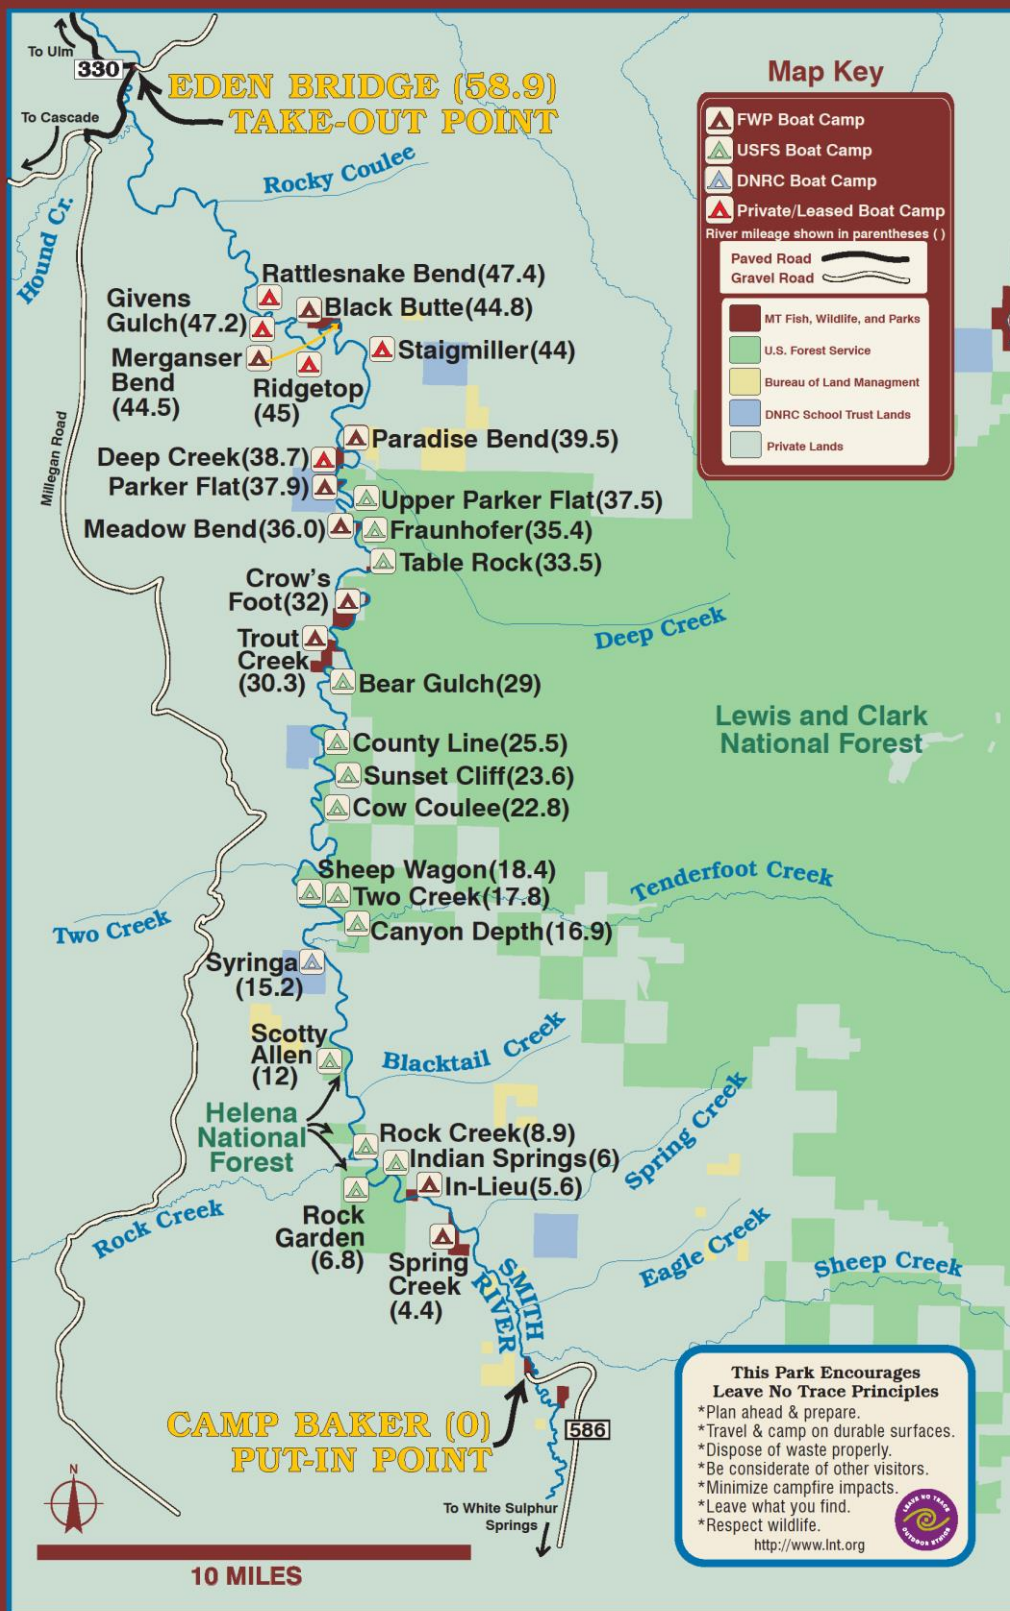 To Ulm
330
To Cascade
EDEN BRIDGE (58.9)
TAKE-OUT POINT
Map Key
FWP Boat Camp
USFS Boat Camp
DNRC Boat Camp
Private/Leased Boat Camp
River mileage shown in parentheses ( )
Paved Road
Gravel Road
MT Fish, Wildlife, and Parks
U.S. Forest Service
Bureau of Land Managment
DNRC School Trust Lands
Private Lands
Rocky Coulee
Hound Cr.
Rattlesnake Bend(47.4)
Givens
Gulch(47.2)
Black Butte(44.8)
Merganser
Bend
(44.5)
Ridgetop
(45)
Staigmiller(44)
Millegan Road
Paradise Bend(39.5)
Deep Creek(38.7)
Parker Flat(37.9)
Upper Parker Flat(37.5)
Meadow Bend(36.0)
Fraunhofer(35.4)
Table Rock(33.5)
Crow's
Foot(32)
Deep Creek
Trout
Creek
(30.3)
Bear Gulch(29)
Lewis and Clark
National Forest
County Line(25.5)
Sunset Cliff(23.6)
Cow Coulee(22.8)
Sheep Wagon(18.4)
Two Creek(17.8)
Tenderfoot Creek
Two Creek
Canyon Depth(16.9)
Syringa
(15.2)
Scotty
Allen
(12)
Blacktail Creek
Helena
National
Forest
Rock Creek(8.9)
Indian Springs(6)
In-Lieu(5.6)
Spring Creek
Rock Creek
Rock
Garden
(6.8)
Spring
Creek
(4.4)
Eagle Creek
Sheep Creek
SMITH
RIVER
CAMP BAKER (0)
PUT-IN POINT
586
To White Sulphur
Springs
N
10 MILES
This Park Encourages
Leave No Trace Principles
*Plan ahead & prepare.
*Travel & camp on durable surfaces.
*Dispose of waste properly.
*Be considerate of other visitors.
*Minimize campfire impacts.
*Leave what you find.
*Respect wildlife.
http://www.lnt.org
LEAVE NO TRACE
OUTDOOR ETHICS